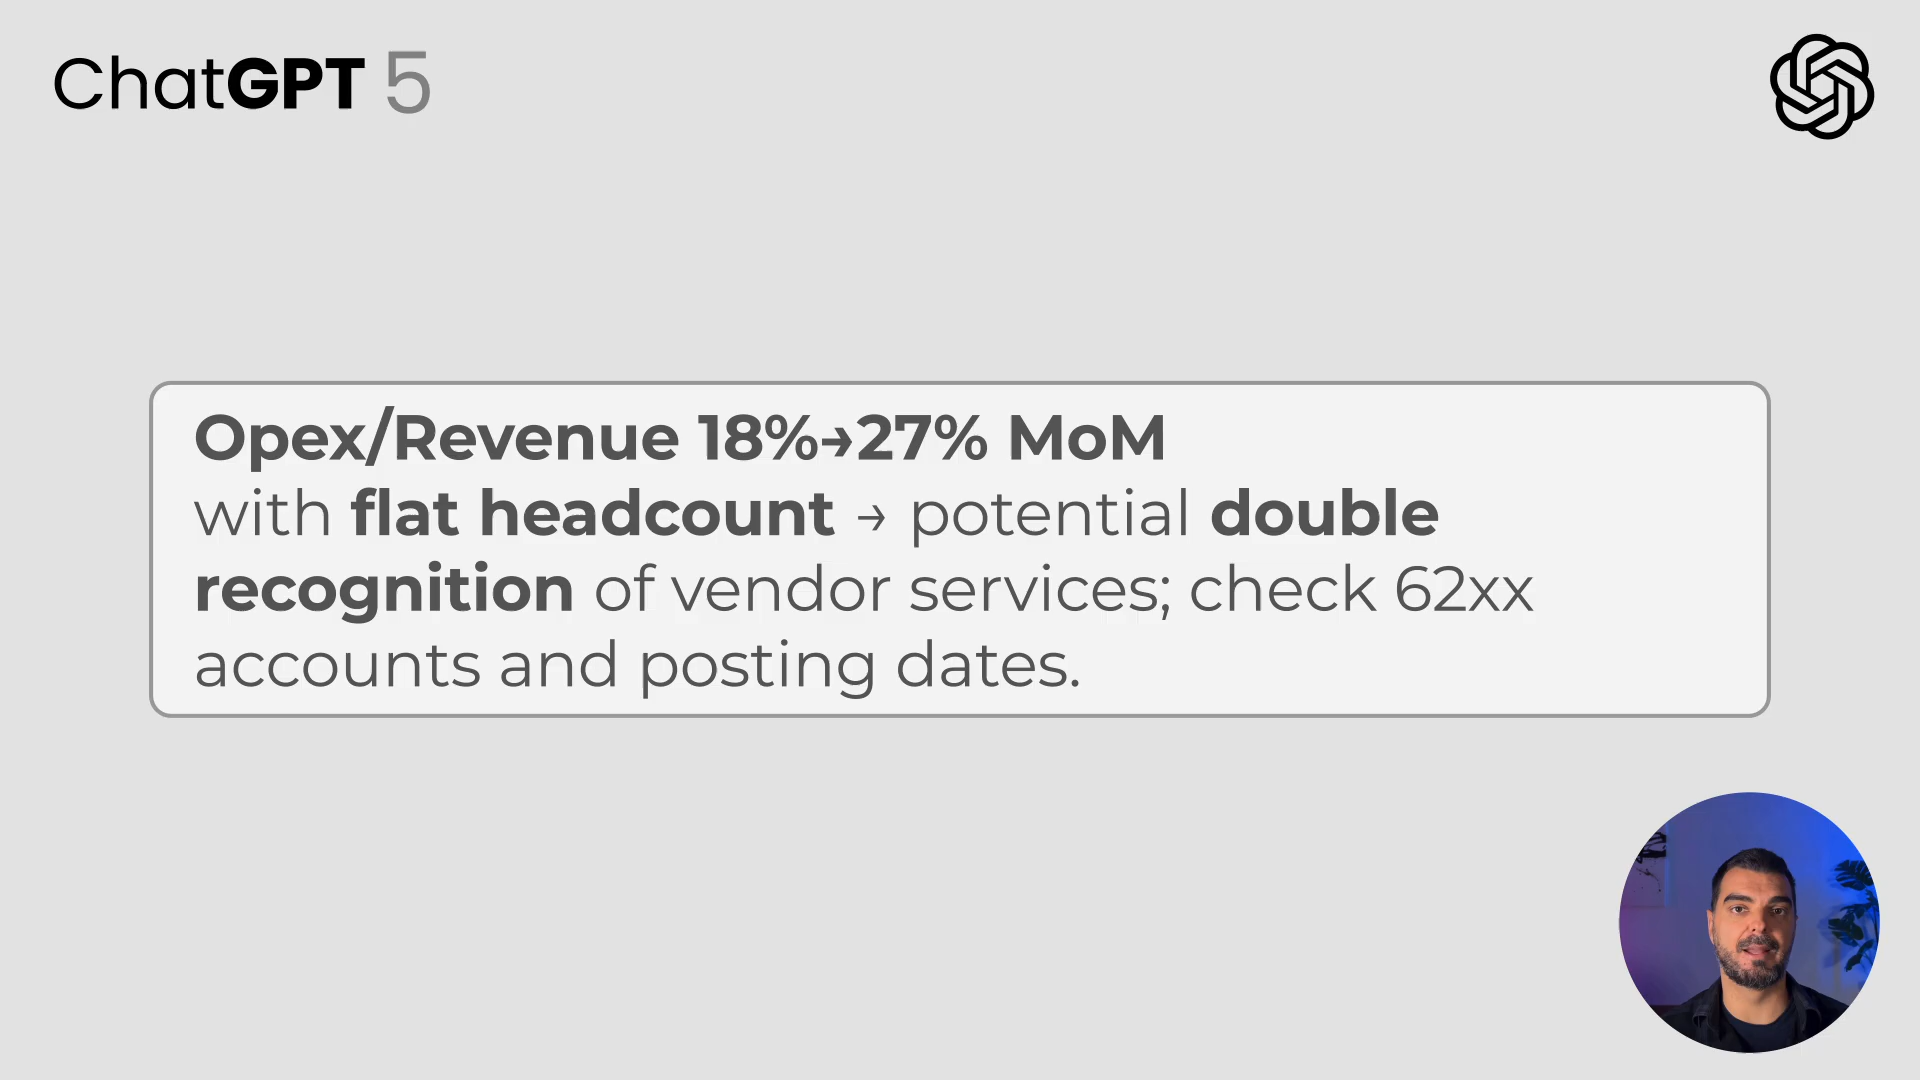 ChatGPT 5
Opex/Revenue 18%→27% MoM
with flat headcount → potential double
recognition of vendor services; check 62xx
accounts and posting dates.